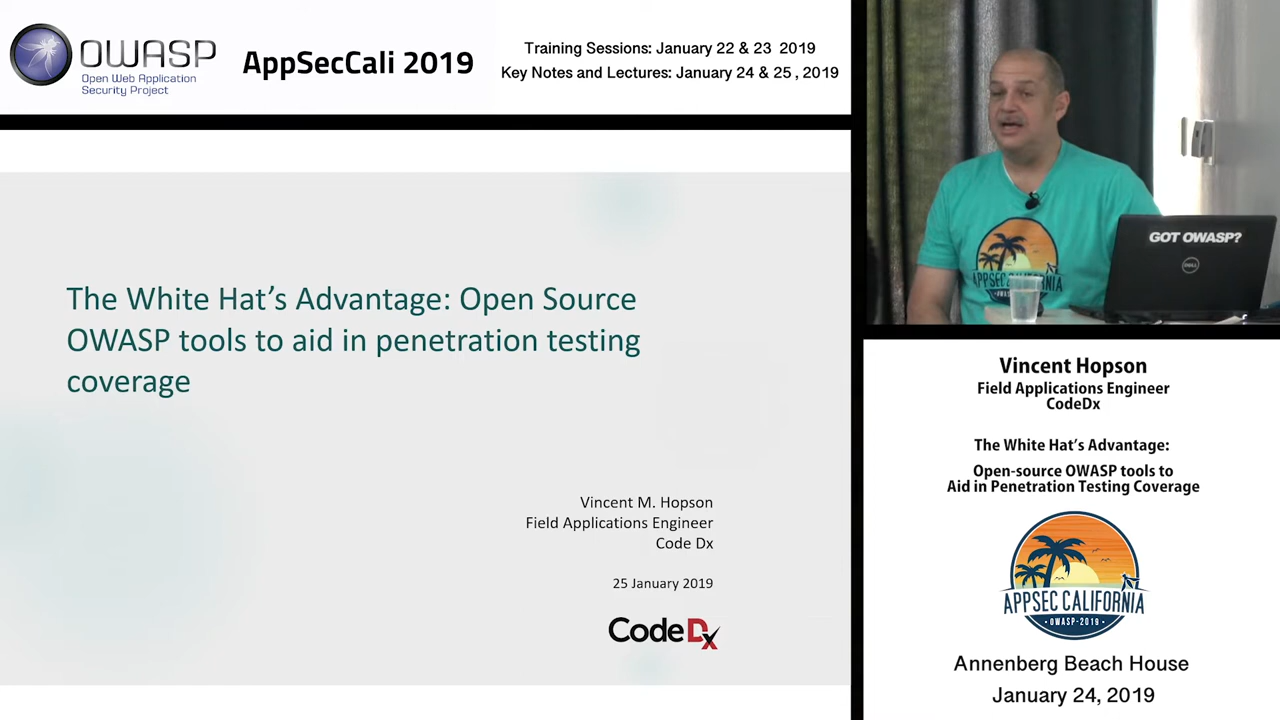 OWASP
Open Web Application
Security Project
AppSecCali 2019
Training Sessions: January 22 & 23 2019
Key Notes and Lectures: January 24 & 25, 2019
The White Hat's Advantage: Open Source
OWASP tools to aid in penetration testing
coverage
Vincent M. Hopson
Field Applications Engineer
Code Dx
25 January 2019
CodeDx
APPSEC CALIFORNIA
GOT OWASP?
DELL
Vincent Hopson
Field Applications Engineer
CodeDx
The White Hat's Advantage:
Open-source OWASP tools to
Aid in Penetration Testing Coverage
APPSEC CALIFORNIA
· OWASP-2019 ·
Annenberg Beach House
January 24, 2019